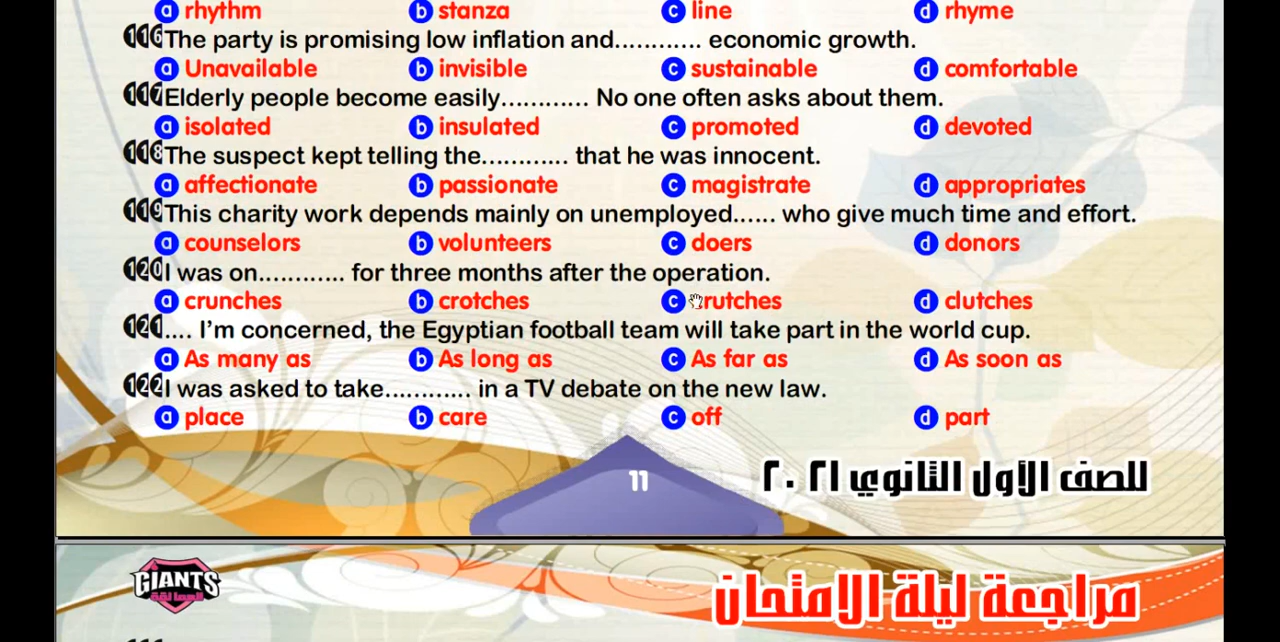 a rhythm b stanza c line d rhyme
116 The party is promising low inflation and............ economic growth.
a Unavailable b invisible c sustainable d comfortable
117 Elderly people become easily............ No one often asks about them.
a isolated b insulated c promoted d devoted
118 The suspect kept telling the............ that he was innocent.
a affectionate b passionate c magistrate d appropriates
119 This charity work depends mainly on unemployed...... who give much time and effort.
a counselors b volunteers c doers d donors
120 I was on............ for three months after the operation.
a crunches b crotches c crutches d clutches
121 .... I'm concerned, the Egyptian football team will take part in the world cup.
a As many as b As long as c As far as d As soon as
122 I was asked to take............ in a TV debate on the new law.
a place b care c off d part
11
للصف الأول الثانوي ٢٠٢١
GIANTS
العمالقة
مراجعة ليلة الامتحان